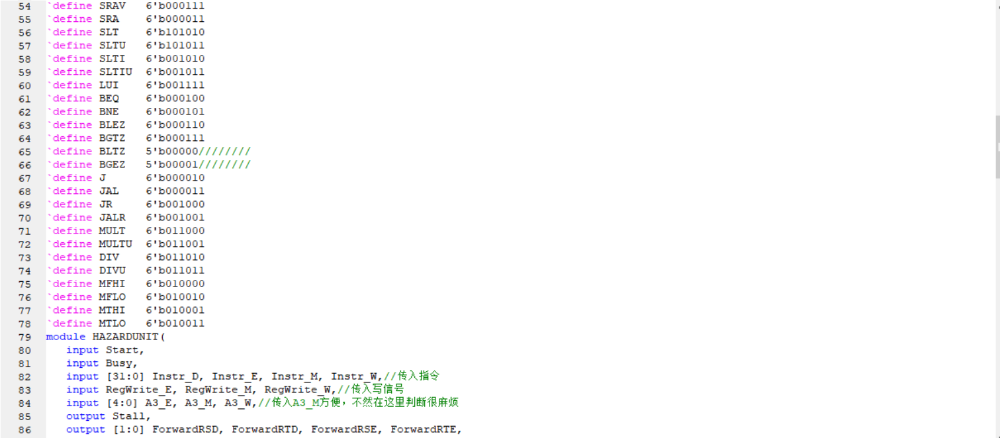 54 `define SRAV 6'b000111
55 `define SRA 6'b000011
56 `define SLT 6'b101010
57 `define SLTU 6'b101011
58 `define SLTI 6'b001010
59 `define SLTIU 6'b001011
60 `define LUI 6'b001111
61 `define BEQ 6'b000100
62 `define BNE 6'b000101
63 `define BLEZ 6'b000110
64 `define BGTZ 6'b000111
65 `define BLTZ 5'b00000////////
66 `define BGEZ 5'b00001////////
67 `define J 6'b000010
68 `define JAL 6'b000011
69 `define JR 6'b001000
70 `define JALR 6'b001001
71 `define MULT 6'b011000
72 `define MULTU 6'b011001
73 `define DIV 6'b011010
74 `define DIVU 6'b011011
75 `define MFHI 6'b010000
76 `define MFLO 6'b010010
77 `define MTHI 6'b010001
78 `define MTLO 6'b010011
79 module HAZARDUNIT(
80 input Start,
81 input Busy,
82 input [31:0] Instr_D, Instr_E, Instr_M, Instr_W,//传入指令
83 input RegWrite_E, RegWrite_M, RegWrite_W,//传入写信号
84 input [4:0] A3_E, A3_M, A3_W,//传入A3_M方便，不然在这里判断很麻烦
85 output Stall,
86 output [1:0] ForwardRSD, ForwardRTD, ForwardRSE, ForwardRTE,